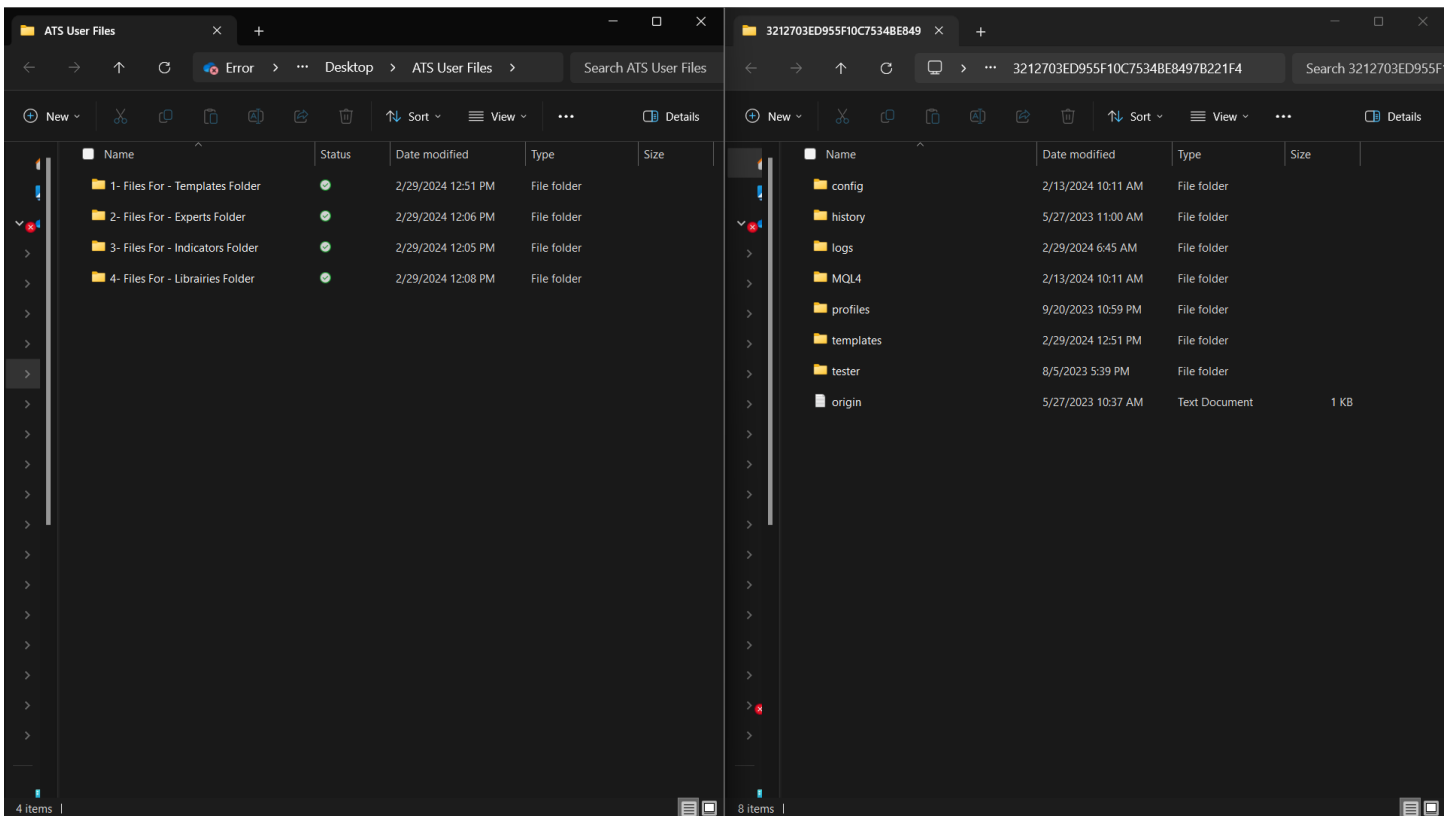 ATS User Files
Error > ... Desktop > ATS User Files > Search ATS User Files
New Sort View ... Details
Name Status Date modified Type Size
1- Files For - Templates Folder 2/29/2024 12:51 PM File folder
2- Files For - Experts Folder 2/29/2024 12:06 PM File folder
3- Files For - Indicators Folder 2/29/2024 12:05 PM File folder
4- Files For - Librairies Folder 2/29/2024 12:08 PM File folder
4 items
3212703ED955F10C7534BE849
> ... 3212703ED955F10C7534BE8497B221F4 Search 3212703ED955F
New Sort View ... Details
Name Date modified Type Size
config 2/13/2024 10:11 AM File folder
history 5/27/2023 11:00 AM File folder
logs 2/29/2024 6:45 AM File folder
MQL4 2/13/2024 10:11 AM File folder
profiles 9/20/2023 10:59 PM File folder
templates 2/29/2024 12:51 PM File folder
tester 8/5/2023 5:39 PM File folder
origin 5/27/2023 10:37 AM Text Document 1 KB
8 items